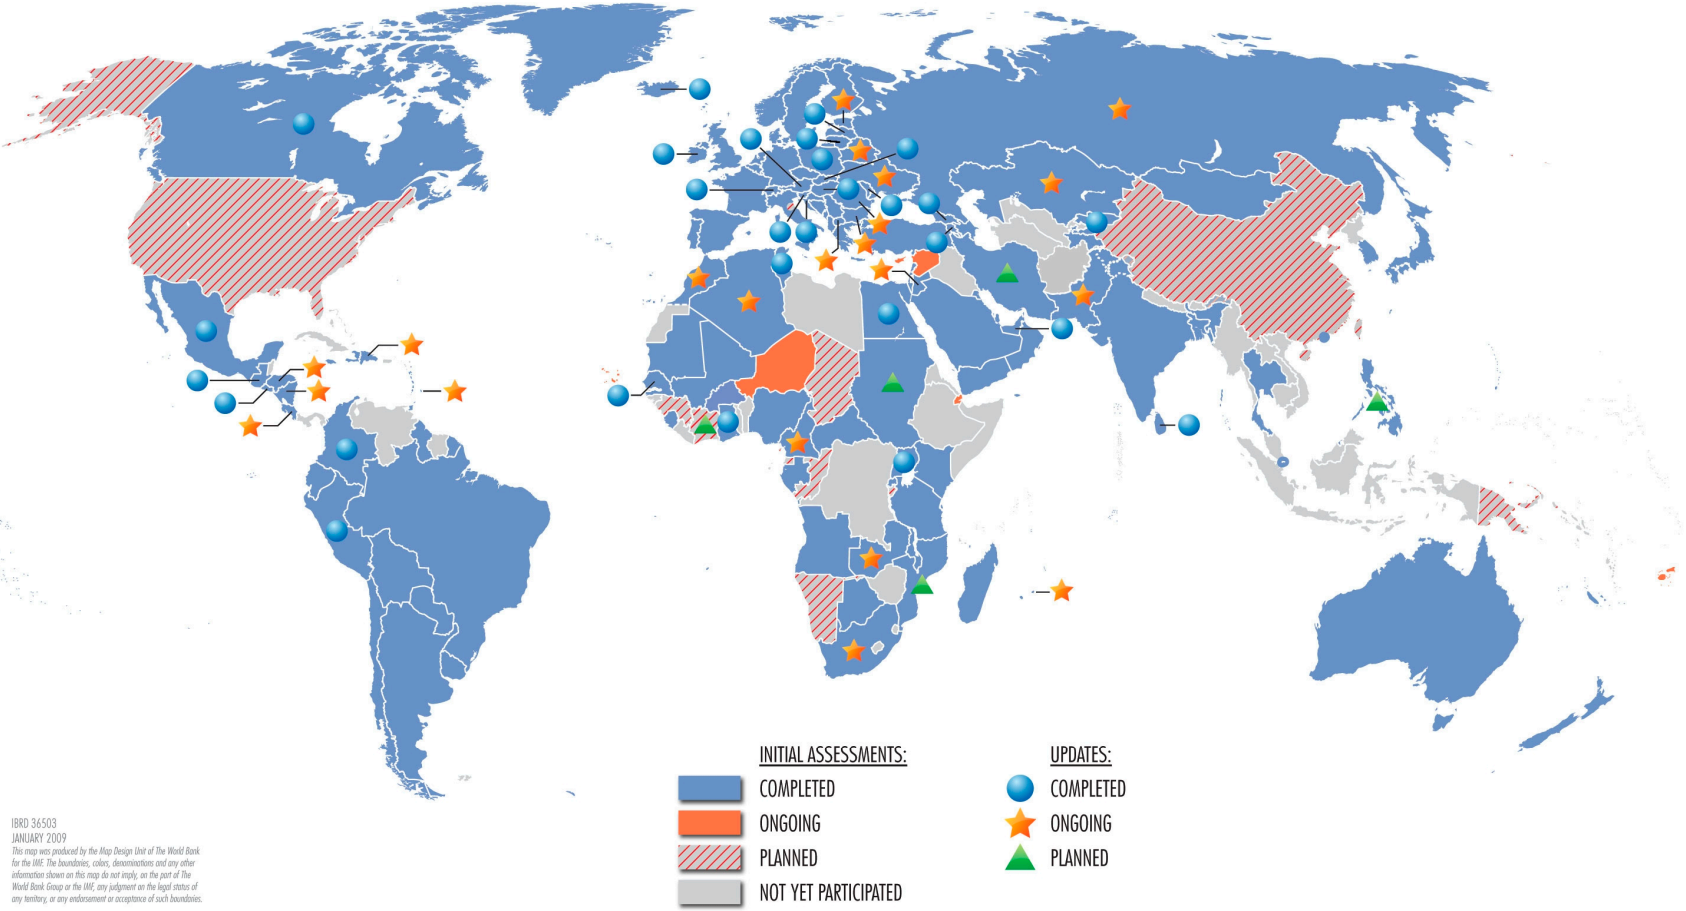 INITIAL ASSESSMENTS:
COMPLETED
ONGOING
PLANNED
NOT YET PARTICIPATED
UPDATES:
COMPLETED
ONGOING
PLANNED
IBRD 36503
JANUARY 2009
This map was produced by the Map Design Unit of The World Bank
for the IMF. The boundaries, colors, denominations and any other
information shown on this map do not imply, on the part of The
World Bank Group or the IMF, any judgment on the legal status of
any territory, or any endorsement or acceptance of such boundaries.